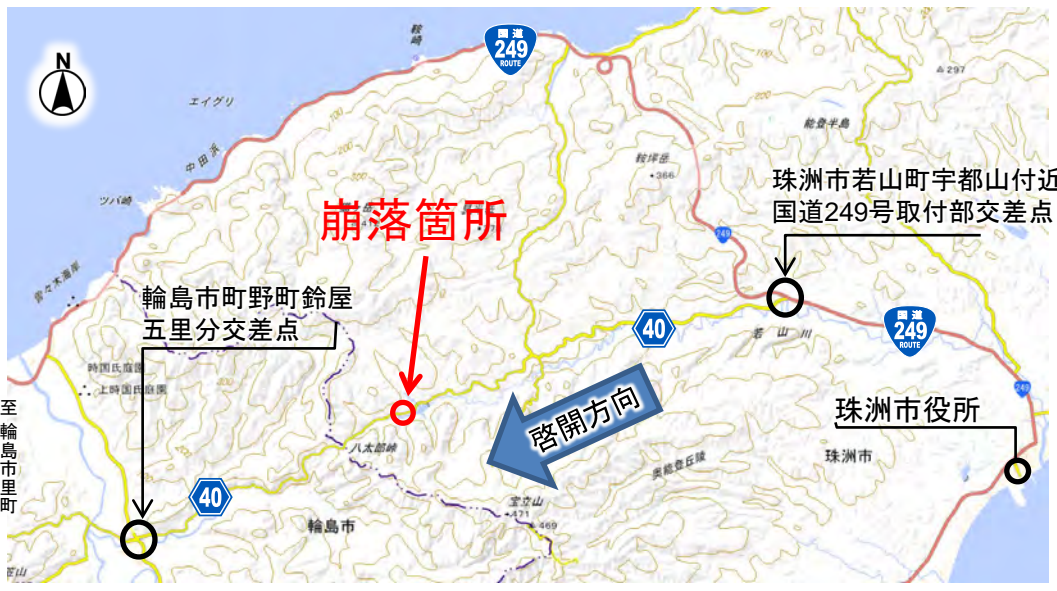 N
鞍崎
国道
249
ROUTE
エイグリ
中田浜
ツバ崎
曽々木海岸
100
200
100
200
297
能登半島
鞍坪岳
366
珠洲市若山町宇都山付近
国道249号取付部交差点
崩落箇所
249
輪島市町野町鈴屋
五里分交差点
40
若山川
国道
249
ROUTE
249
時国氏庭園
上時国氏庭園
啓開方向
珠洲市役所
至輪島市里町
八太郎峠
奥能登丘陵
珠洲市
40
宝立山
471
469
輪島市